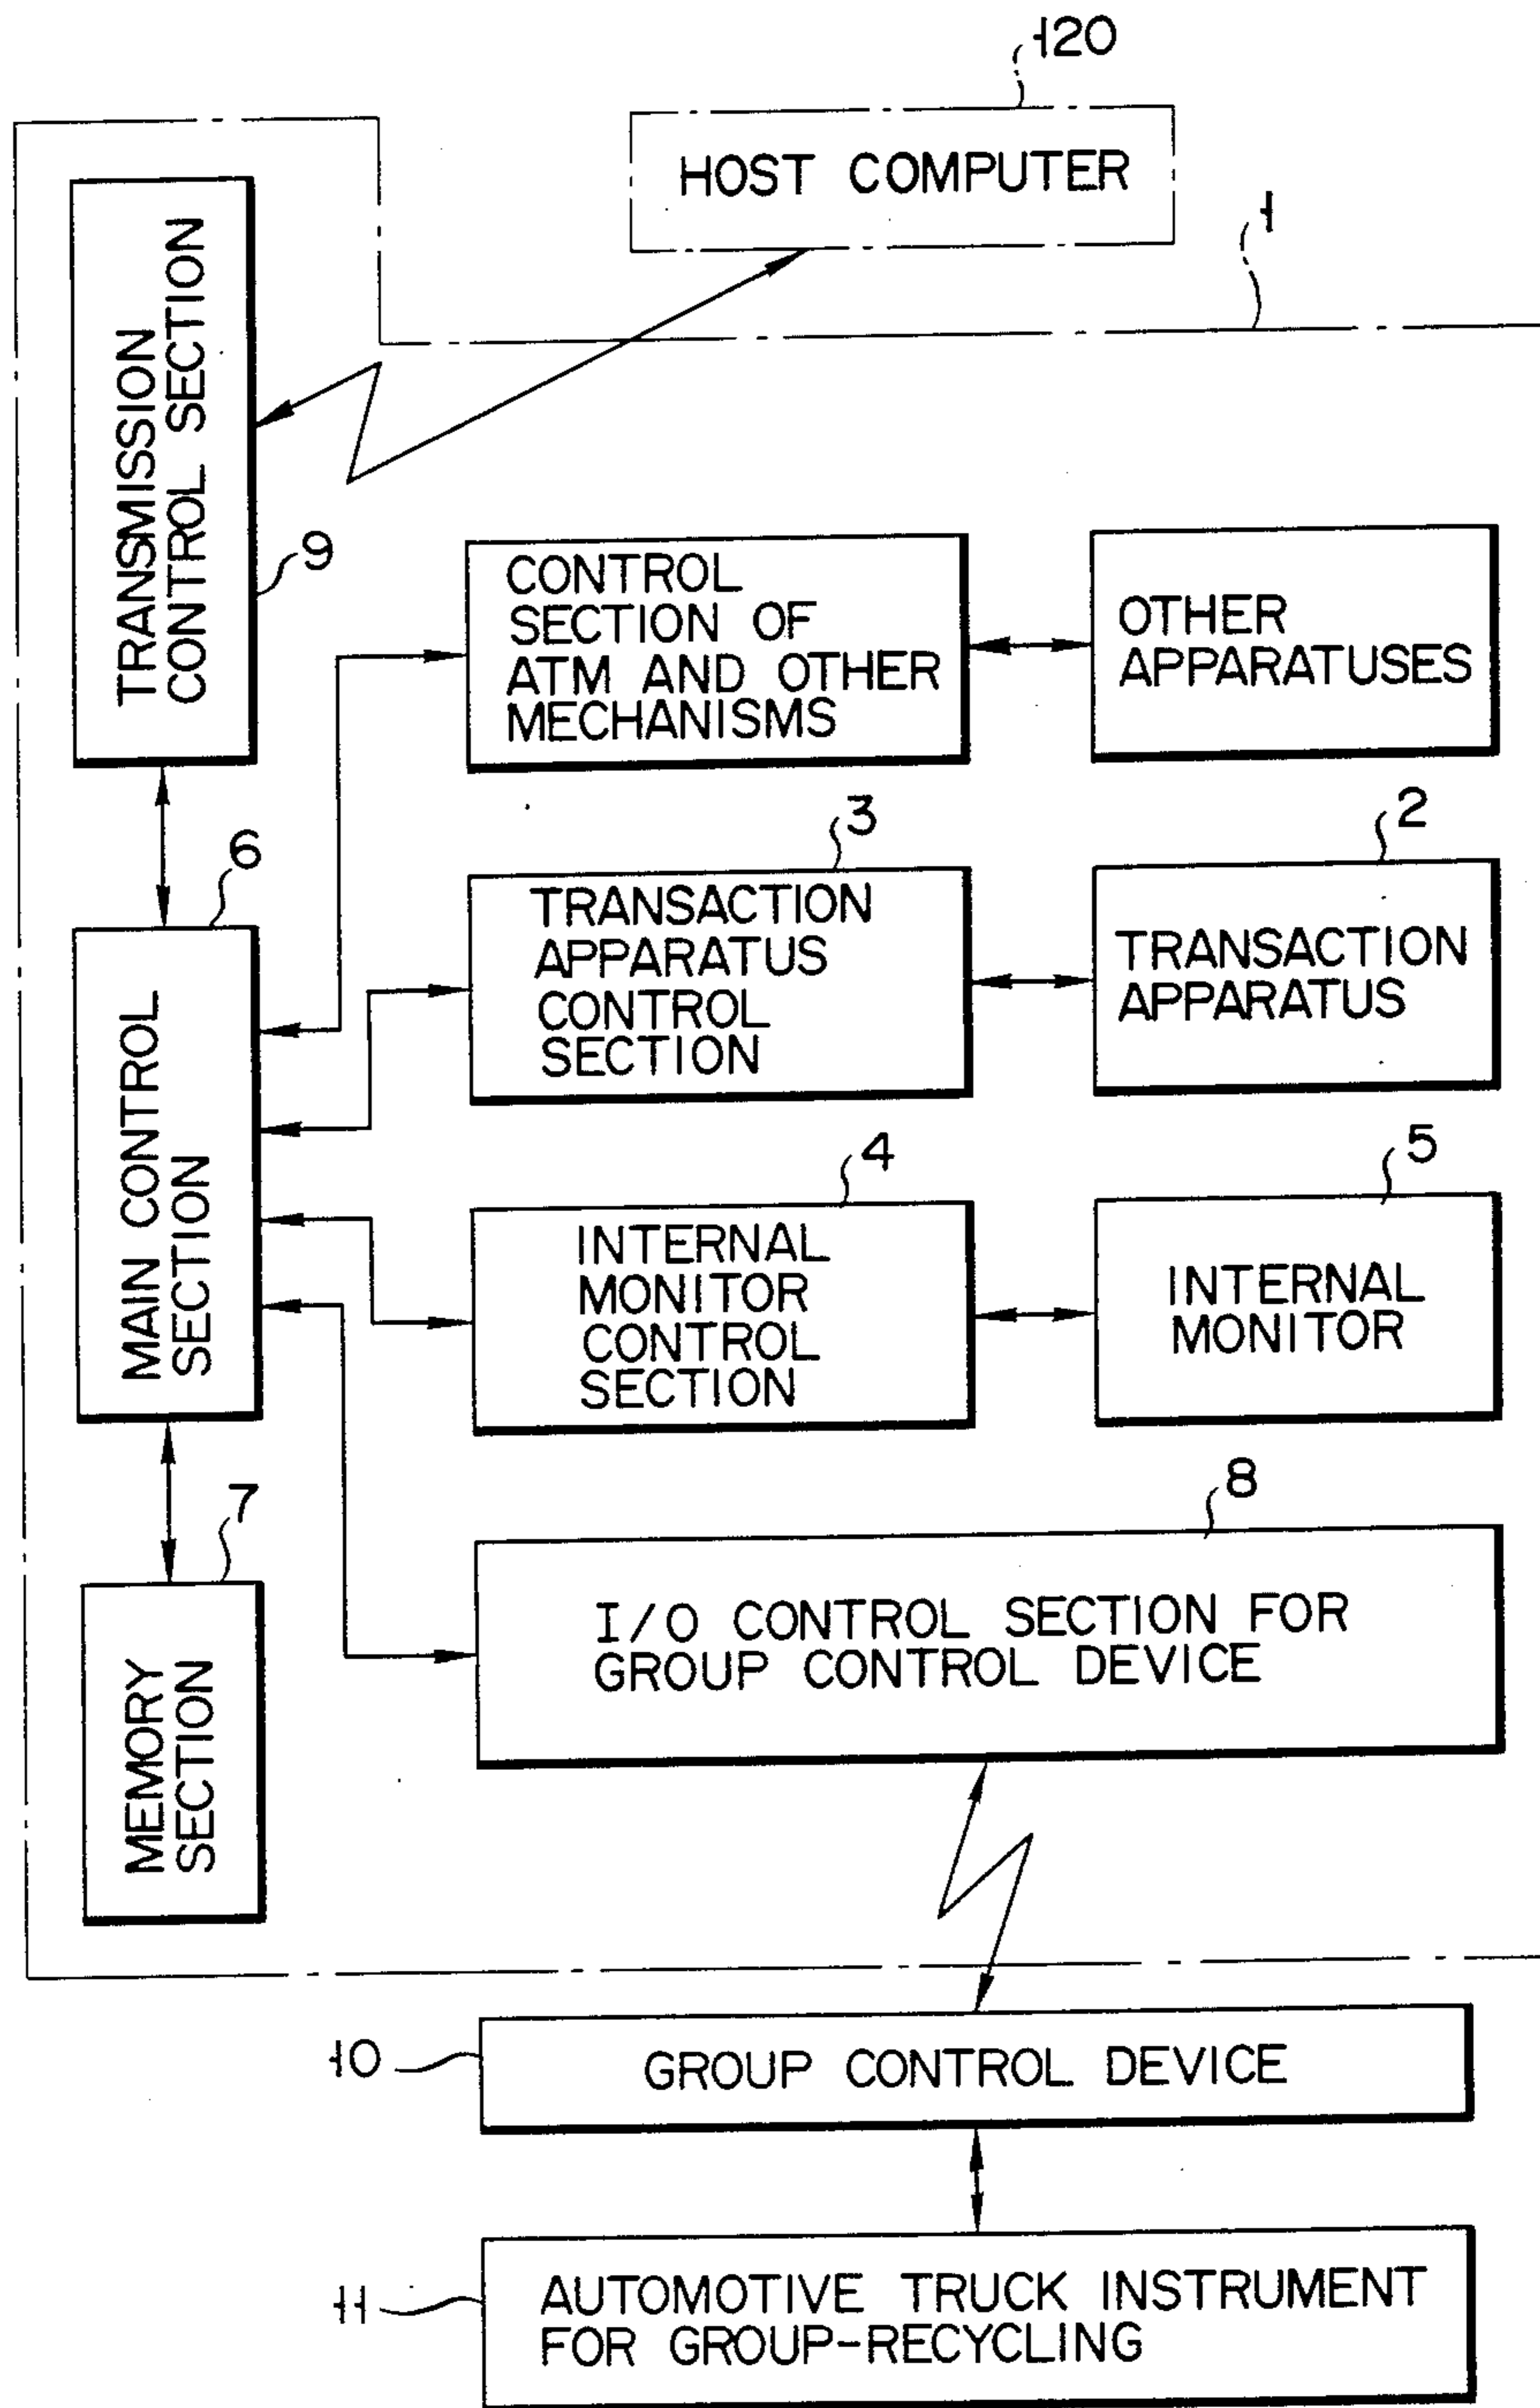 120
HOST COMPUTER
1
TRANSMISSION
CONTROL SECTION
9
CONTROL
SECTION OF
ATM AND OTHER
MECHANISMS
OTHER
APPARATUSES
6
MAIN CONTROL
SECTION
3
TRANSACTION
APPARATUS
CONTROL
SECTION
2
TRANSACTION
APPARATUS
4
INTERNAL
MONITOR
CONTROL
SECTION
5
INTERNAL
MONITOR
7
MEMORY
SECTION
8
I/O CONTROL SECTION FOR
GROUP CONTROL DEVICE
10
GROUP CONTROL DEVICE
11
AUTOMOTIVE TRUCK INSTRUMENT
FOR GROUP-RECYCLING